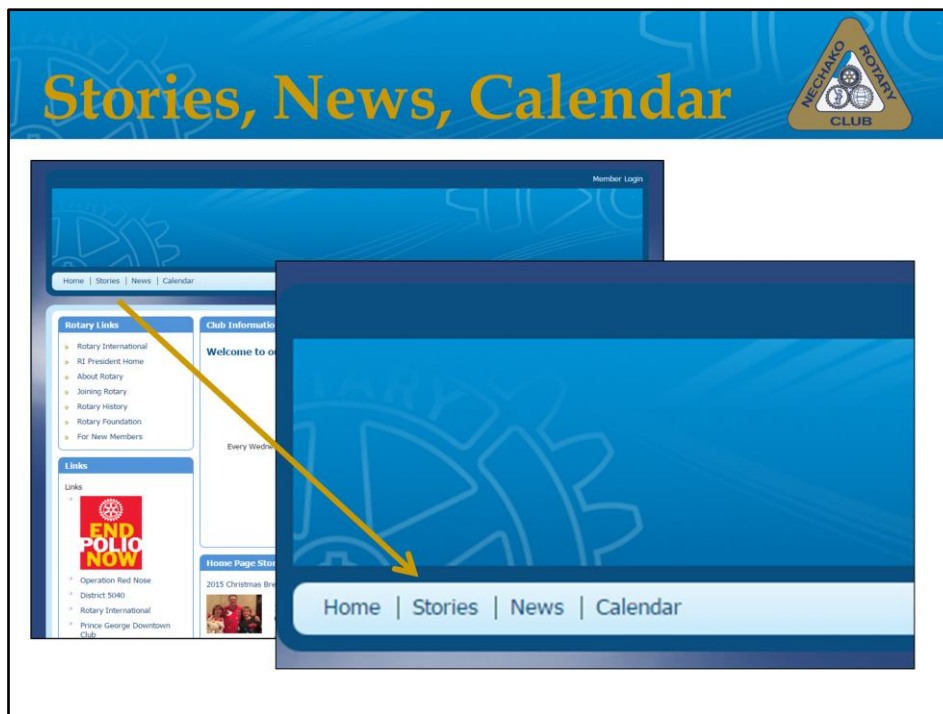 Stories, News, Calendar
NECHAKO ROTARY
CLUB
Member Login
Home | Stories | News | Calendar
Rotary Links
Rotary International
RI President Home
About Rotary
Joining Rotary
Rotary History
Rotary Foundation
For New Members
Links
Links
END
POLIO
NOW
Operation Red Nose
District 5040
Rotary International
Prince George Downtown
Club
Club Informatio
Welcome to o
Every Wedne
Home Page Sto
2015 Christmas Bre
ROTARY
Home | Stories | News | Calendar